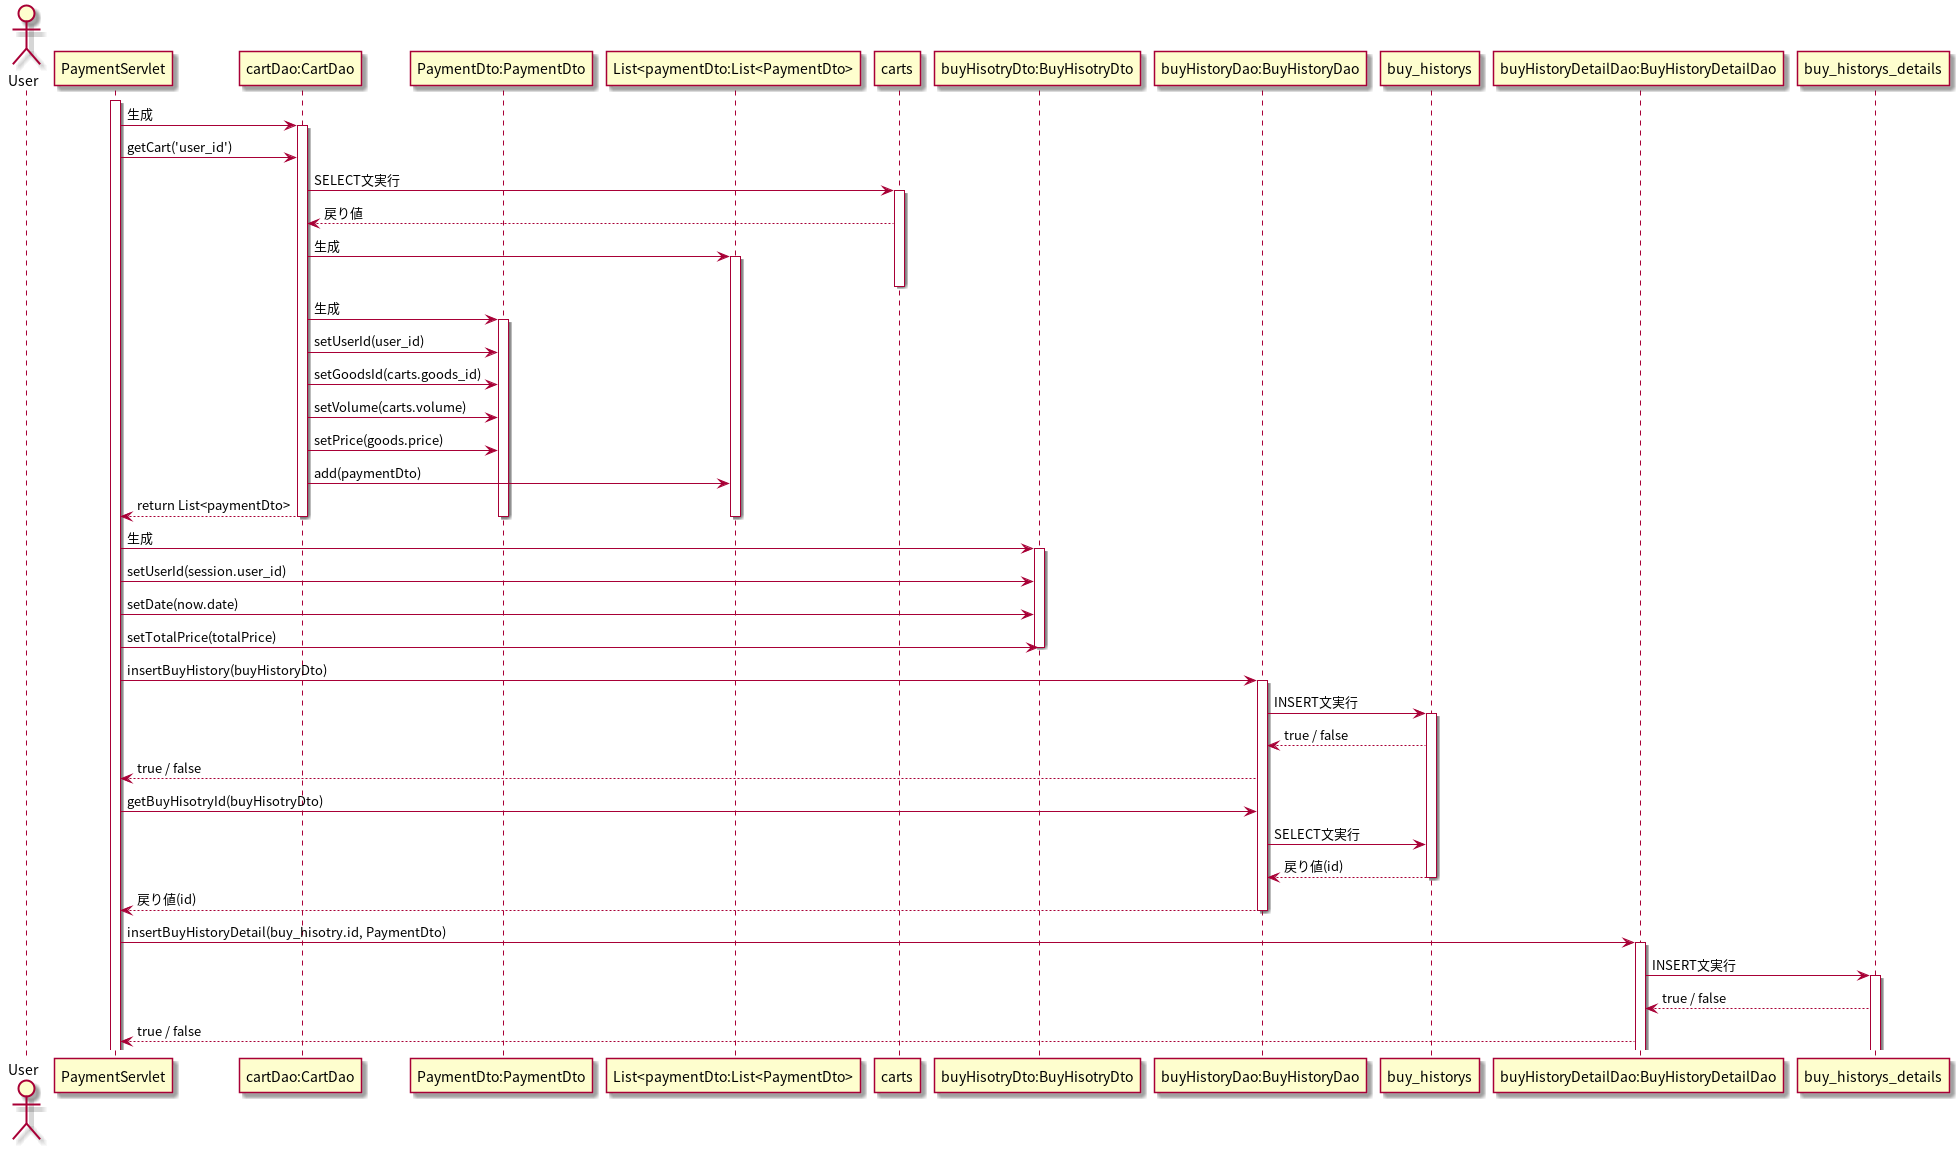 User
PaymentServlet
cartDao:CartDao
PaymentDto:PaymentDto
List<paymentDto:List<PaymentDto>
carts
buyHisotryDto:BuyHisotryDto
buyHistoryDao:BuyHistoryDao
buy_historys
buyHistoryDetailDao:BuyHistoryDetailDao
buy_historys_details
生成
getCart('user_id')
SELECT文実行
戻り値
生成
生成
setUserId(user_id)
setGoodsId(carts.goods_id)
setVolume(carts.volume)
setPrice(goods.price)
add(paymentDto)
return List<paymentDto>
生成
setUserId(session.user_id)
setDate(now.date)
setTotalPrice(totalPrice)
insertBuyHistory(buyHistoryDto)
INSERT文実行
true / false
true / false
getBuyHisotryId(buyHisotryDto)
SELECT文実行
戻り値(id)
戻り値(id)
insertBuyHistoryDetail(buy_hisotry.id, PaymentDto)
INSERT文実行
true / false
true / false
User
PaymentServlet
cartDao:CartDao
PaymentDto:PaymentDto
List<paymentDto:List<PaymentDto>
carts
buyHisotryDto:BuyHisotryDto
buyHistoryDao:BuyHistoryDao
buy_historys
buyHistoryDetailDao:BuyHistoryDetailDao
buy_historys_details